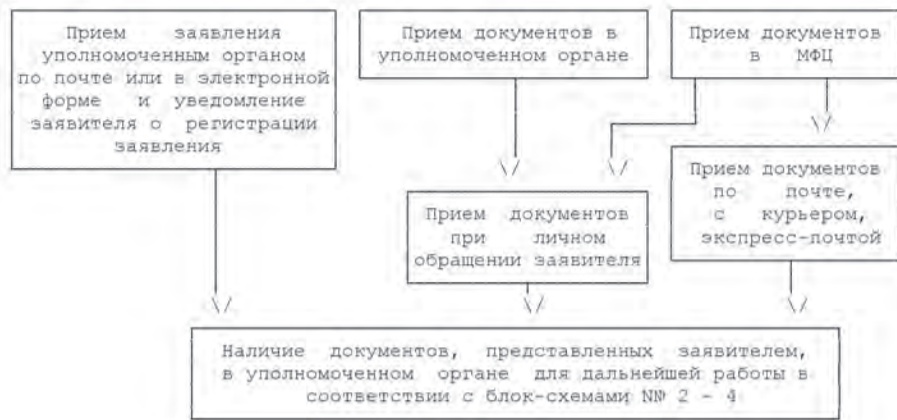 Прием заявления
уполномоченным органом
по почте или в электронной
форме и уведомление
заявителя о регистрации
заявления
Прием документов в
уполномоченном органе
Прием документов
в МФЦ
Прием документов
при личном
обращении заявителя
Прием документов
по почте,
с курьером,
экспресс-почтой
Наличие документов, представленных заявителем,
в уполномоченном органе для дальнейшей работы в
соответствии с блок-схемами N№ 2 - 4